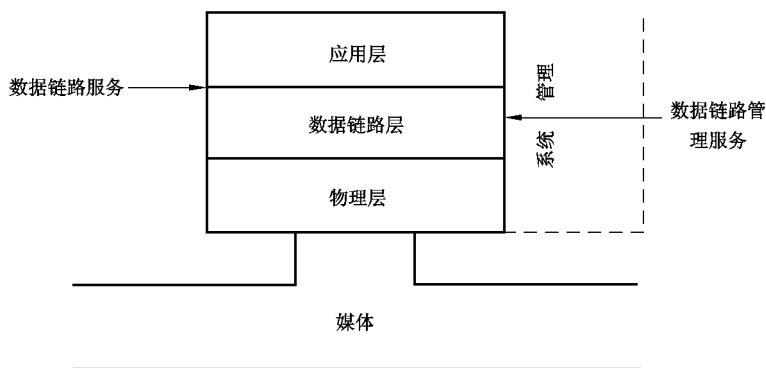 应用层
数据链路服务
数据链路层
物理层
系统 管理
数据链路管
理服务
媒体